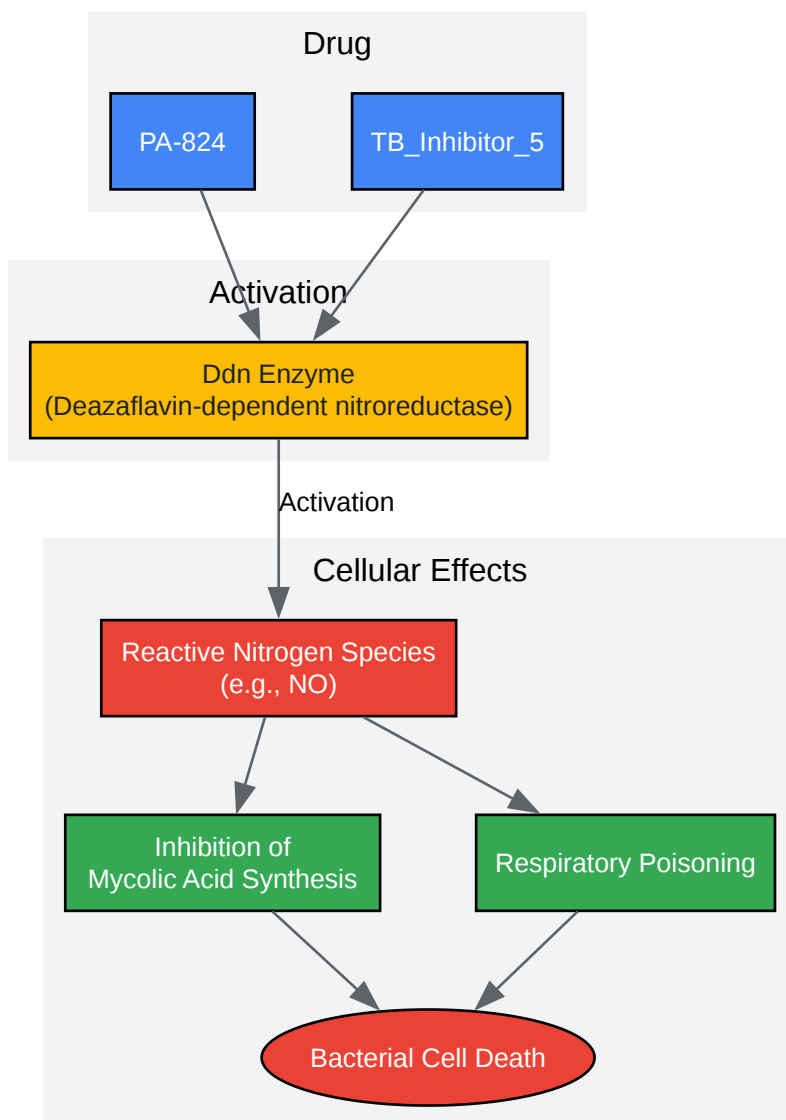 Drug
PA-824
TB_Inhibitor_5
Activation
Ddn Enzyme
(Deazaflavin-dependent nitroreductase)
Activation
Cellular Effects
Reactive Nitrogen Species
(e.g., NO)
Inhibition of
Mycolic Acid Synthesis
Respiratory Poisoning
Bacterial Cell Death